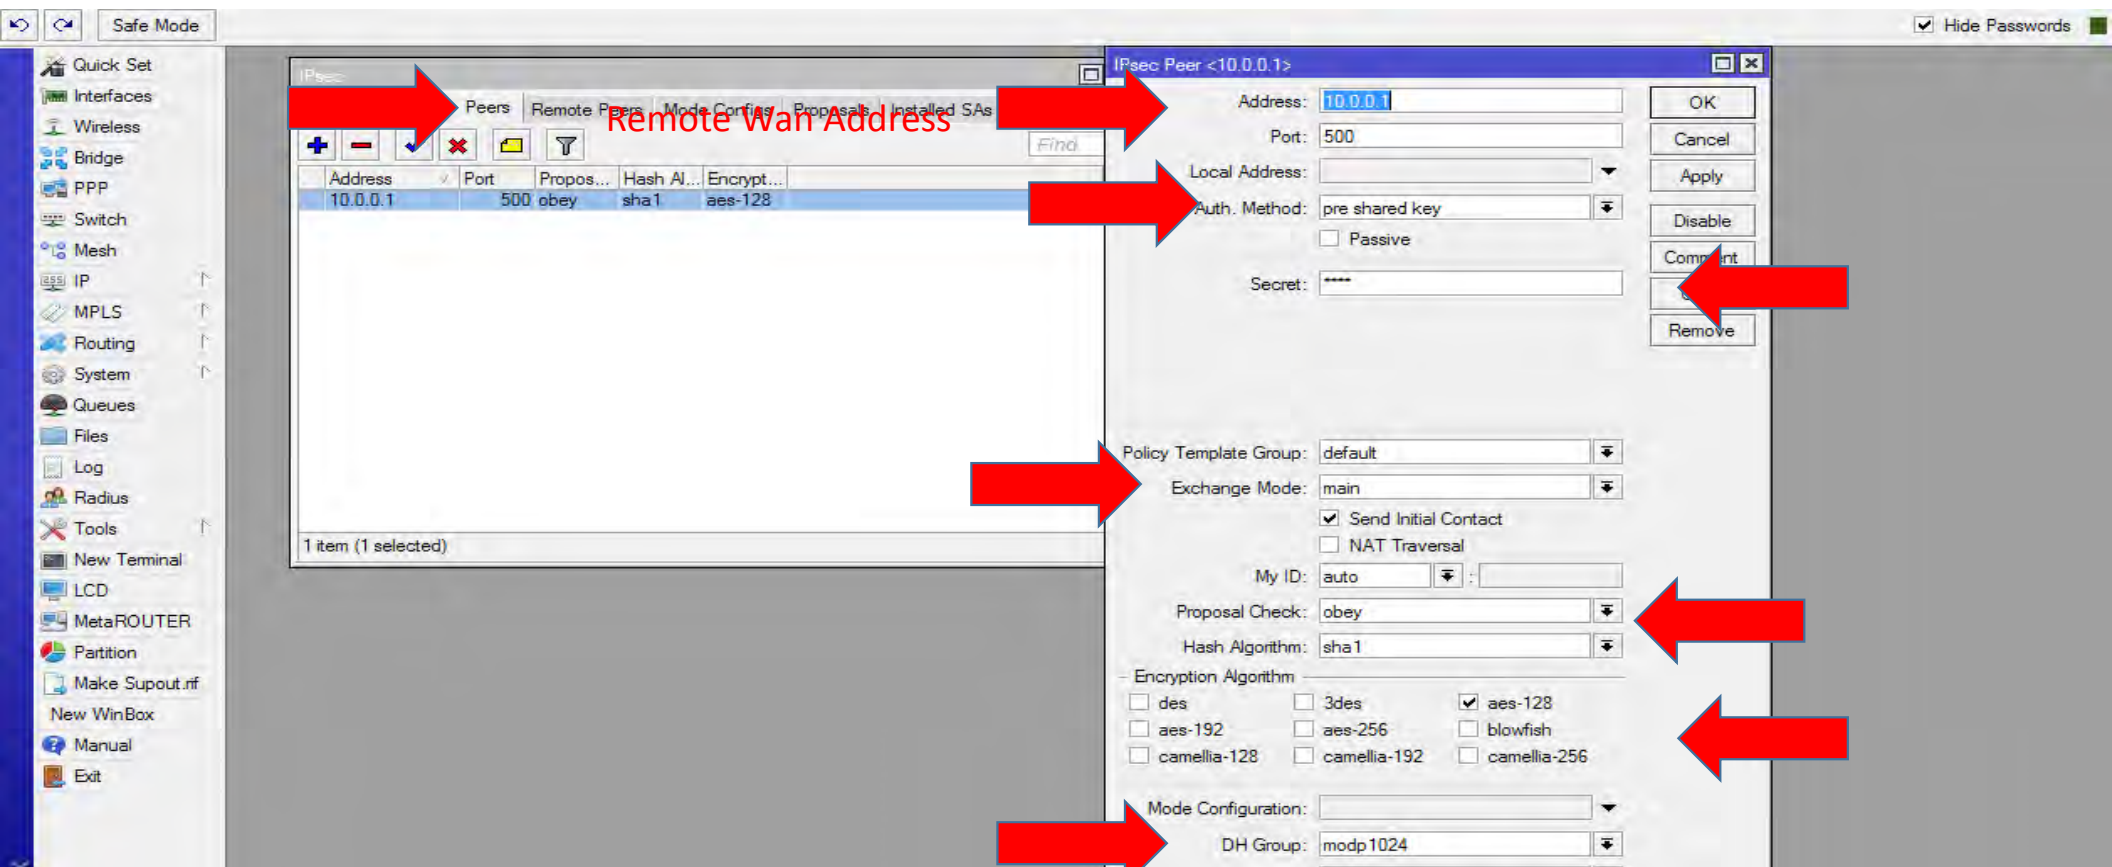 Safe Mode
Hide Passwords
Quick Set
Interfaces
Wireless
Bridge
PPP
Switch
Mesh
IP
MPLS
Routing
System
Queues
Files
Log
Radius
Tools
New Terminal
LCD
MetaROUTER
Partition
Make Supout.rif
New WinBox
Manual
Exit
IPsec
Peers Remote Peers Mode Configs Proposals Installed SAs
Remote Wan Address
Find
Address Port Propos... Hash Al... Encrypt...
10.0.0.1 500 obey sha1 aes-128
1 item (1 selected)
IPsec Peer <10.0.0.1>
Address: 10.0.0.1
Port: 500
Local Address:
Auth. Method: pre shared key
Passive
Secret: ****
Policy Template Group: default
Exchange Mode: main
Send Initial Contact
NAT Traversal
My ID: auto :
Proposal Check: obey
Hash Algorithm: sha1
Encryption Algorithm
des 3des aes-128
aes-192 aes-256 blowfish
camellia-128 camellia-192 camellia-256
Mode Configuration:
DH Group: modp1024
OK
Cancel
Apply
Disable
Comment
Remove